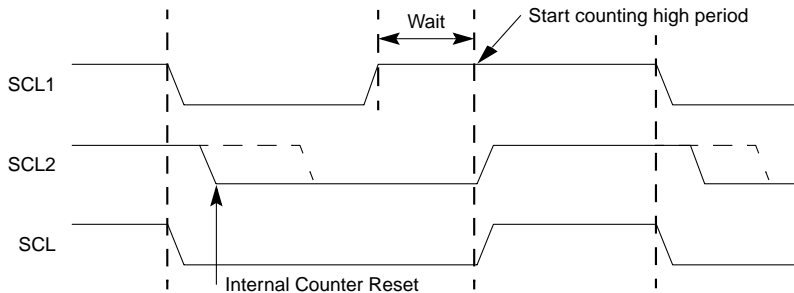 Wait
Start counting high period
SCL1
SCL2
SCL
Internal Counter Reset